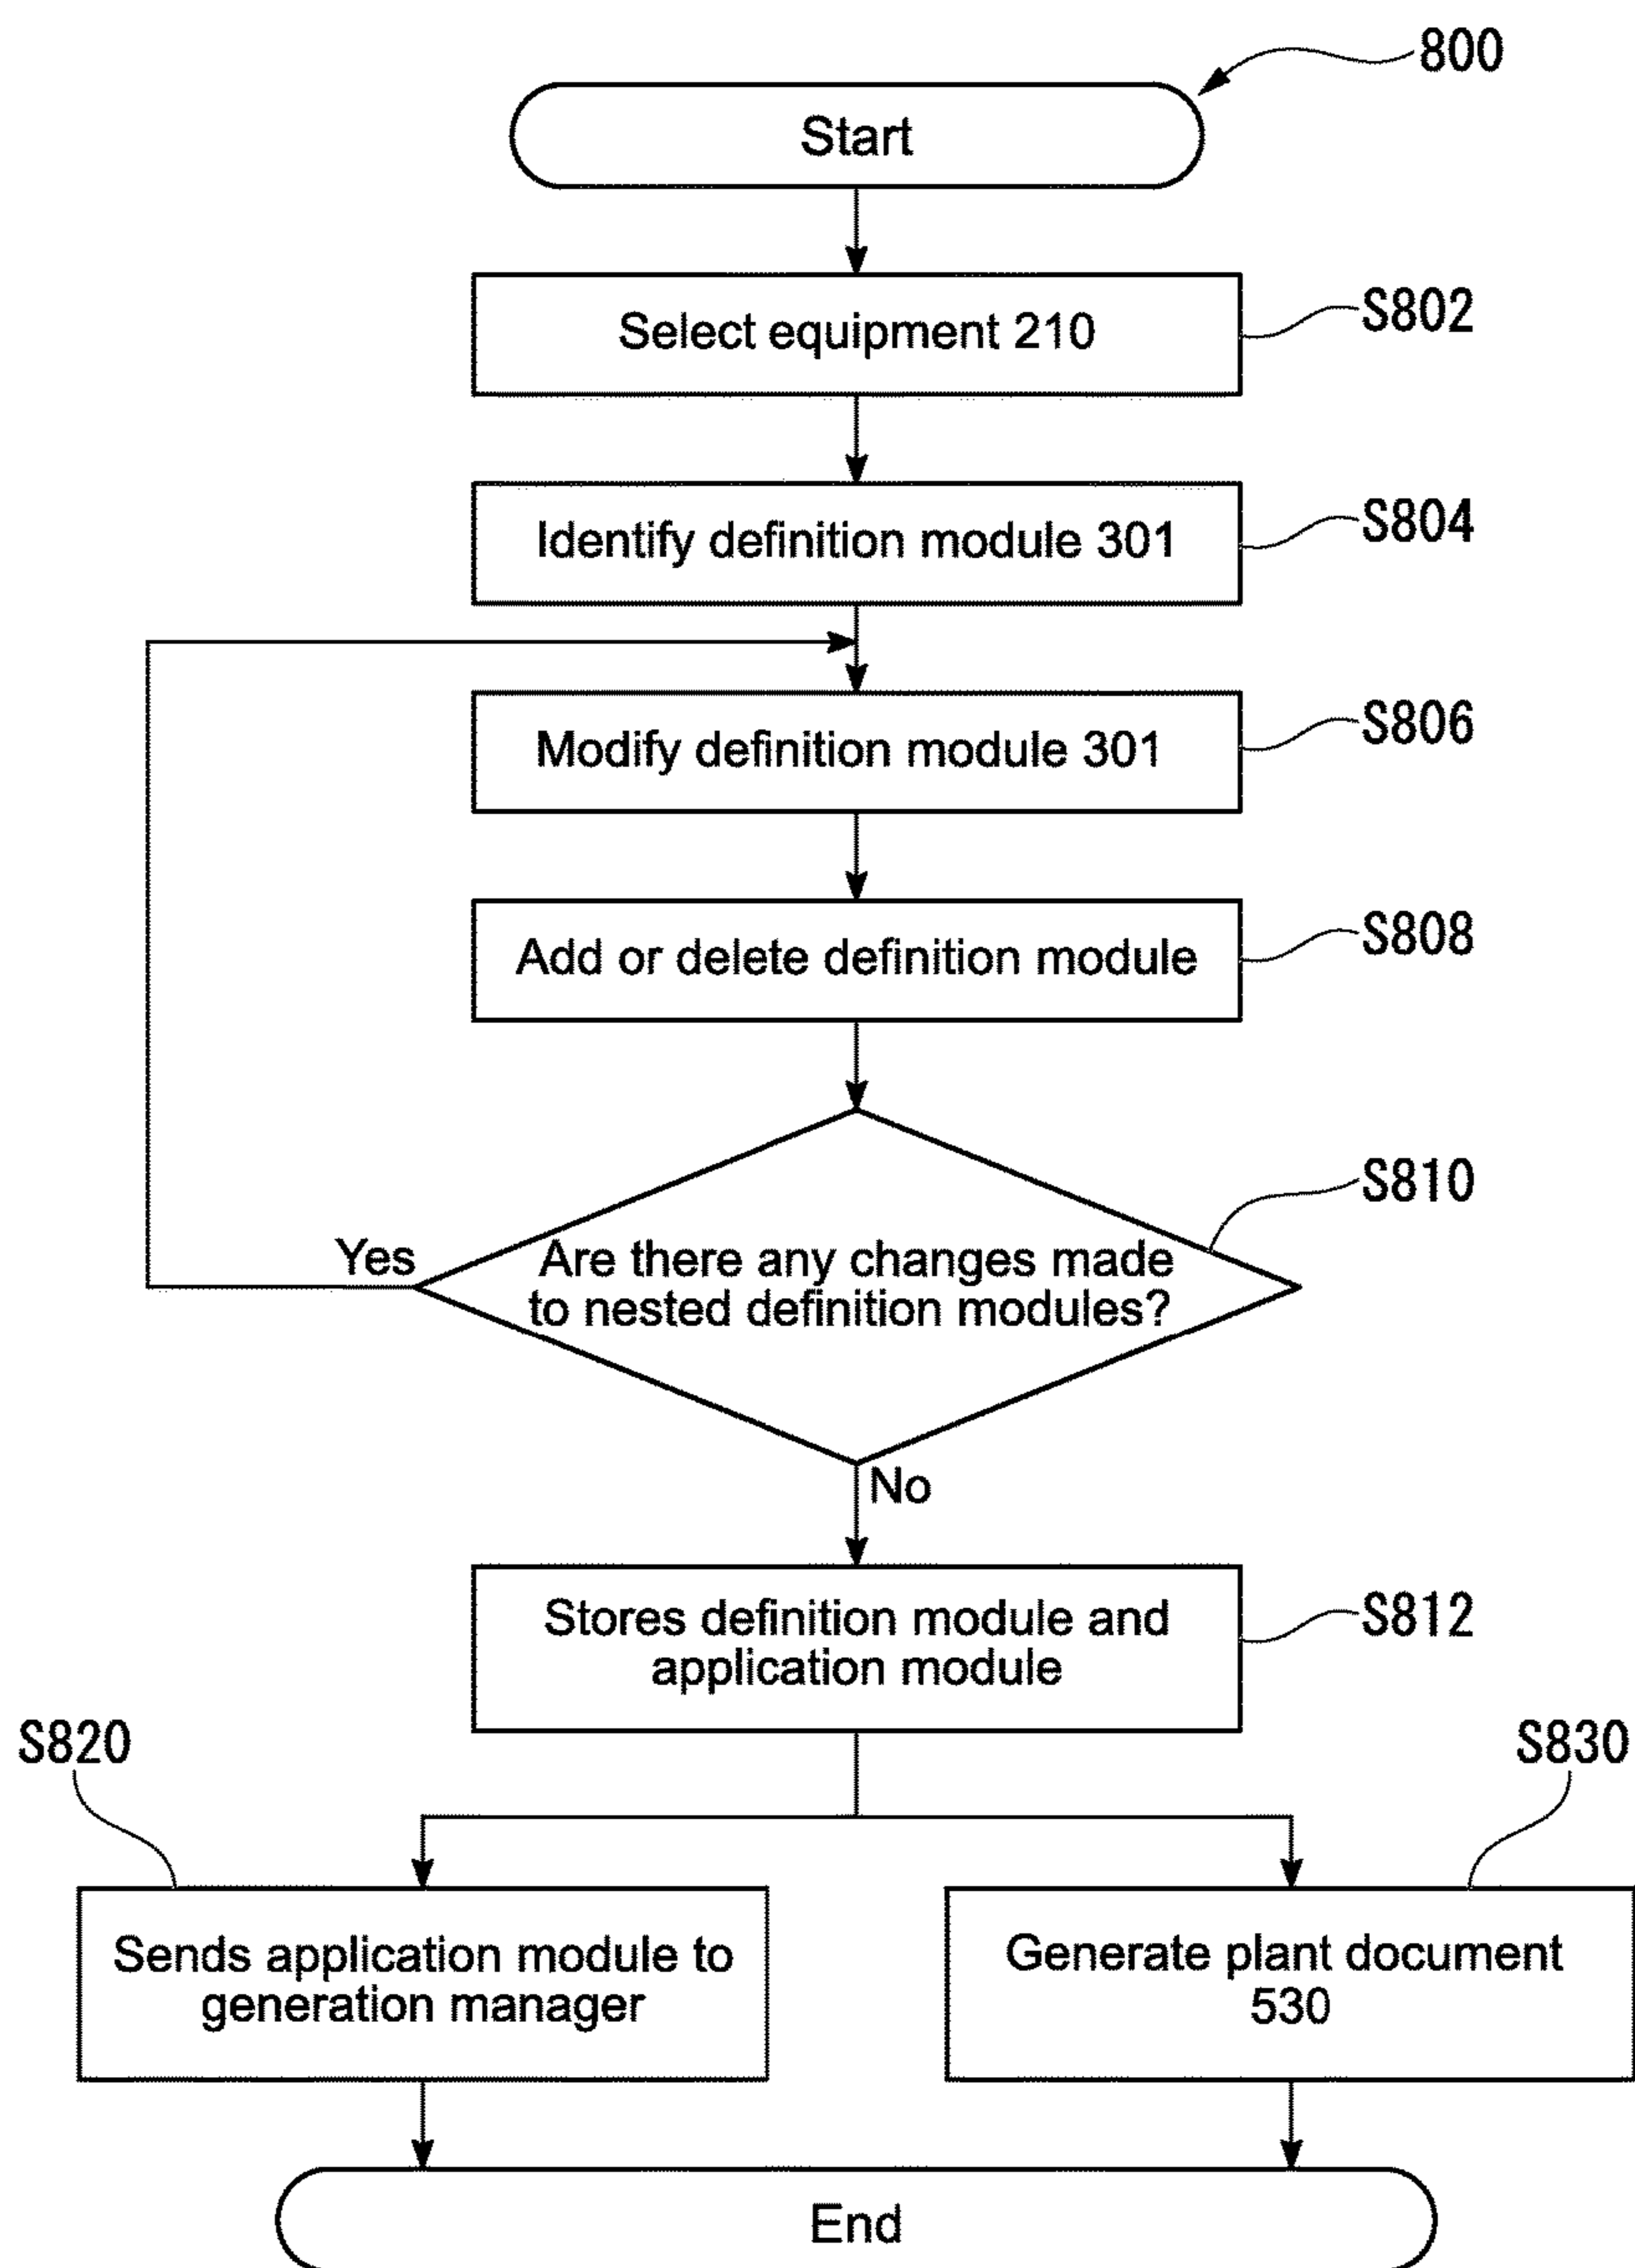 800
Start
Select equipment 210
S802
Identify definition module 301
S804
Modify definition module 301
S806
Add or delete definition module
S808
Are there any changes made
to nested definition modules?
S810
Yes
No
Stores definition module and
application module
S812
S820
S830
Sends application module to
generation manager
Generate plant document
530
End